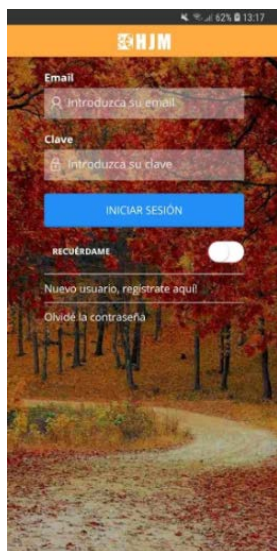 62% 13:17
HJM
Email
Introduzca su email
Clave
Introduzca su clave
INICIAR SESIÓN
RECUÉRDAME
Nuevo usuario, regístrate aquí!
Olvidé la contraseña